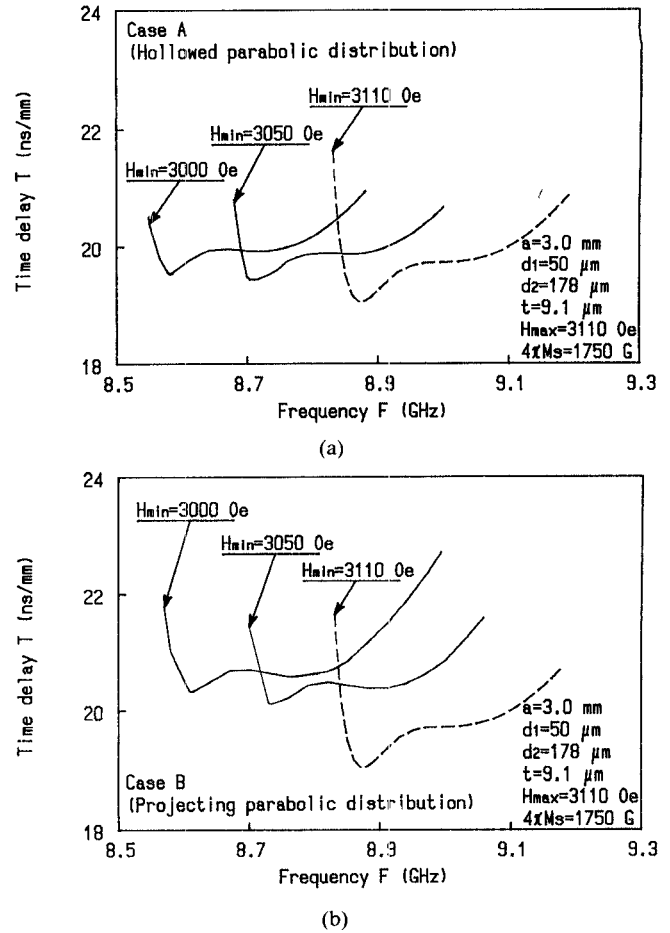 24
Case A
(Hollowed parabolic distribution)
Hmin=3110 Oe
22
Hmin=3050 Oe
Hmin=3000 Oe
20
a=3.0 mm
d1=50 μm
d2=178 μm
t=9.1 μm
Hmax=3110 Oe
4πMs=1750 G
18
8.5 8.7 8.9 9.1 9.3
Time delay T (ns/mm)
Frequency F (GHz)
(a)
24
Hmin=3000 Oe
Hmin=3050 Oe
Hmin=3110 Oe
22
20
a=3.0 mm
d1=50 μm
d2=178 μm
t=9.1 μm
Hmax=3110 Oe
4πMs=1750 G
Case B
(Projecting parabolic distribution)
18
8.5 8.7 8.9 9.1 9.3
Time delay T (ns/mm)
Frequency F (GHz)
(b)